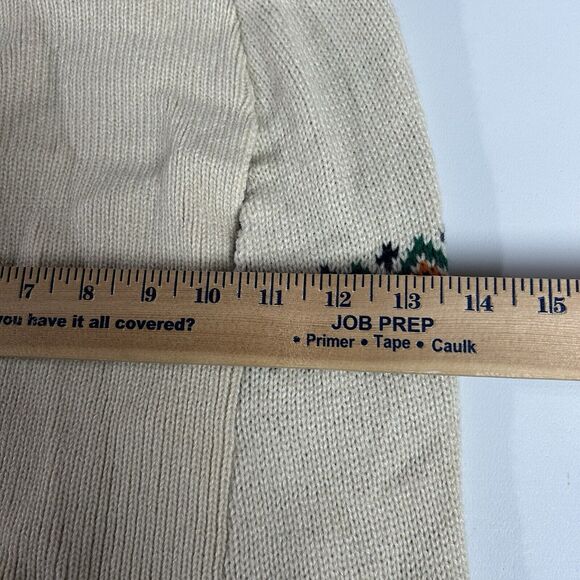 7 8 9 10 11 12 13 14 15
you have it all covered?
JOB PREP
• Primer • Tape • Caulk